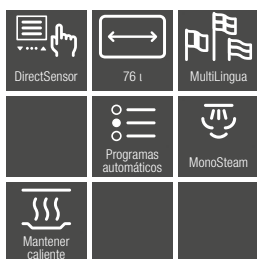 DirectSensor
76 l
MultiLingua
Programas
automáticos
MonoSteam
Mantener
caliente